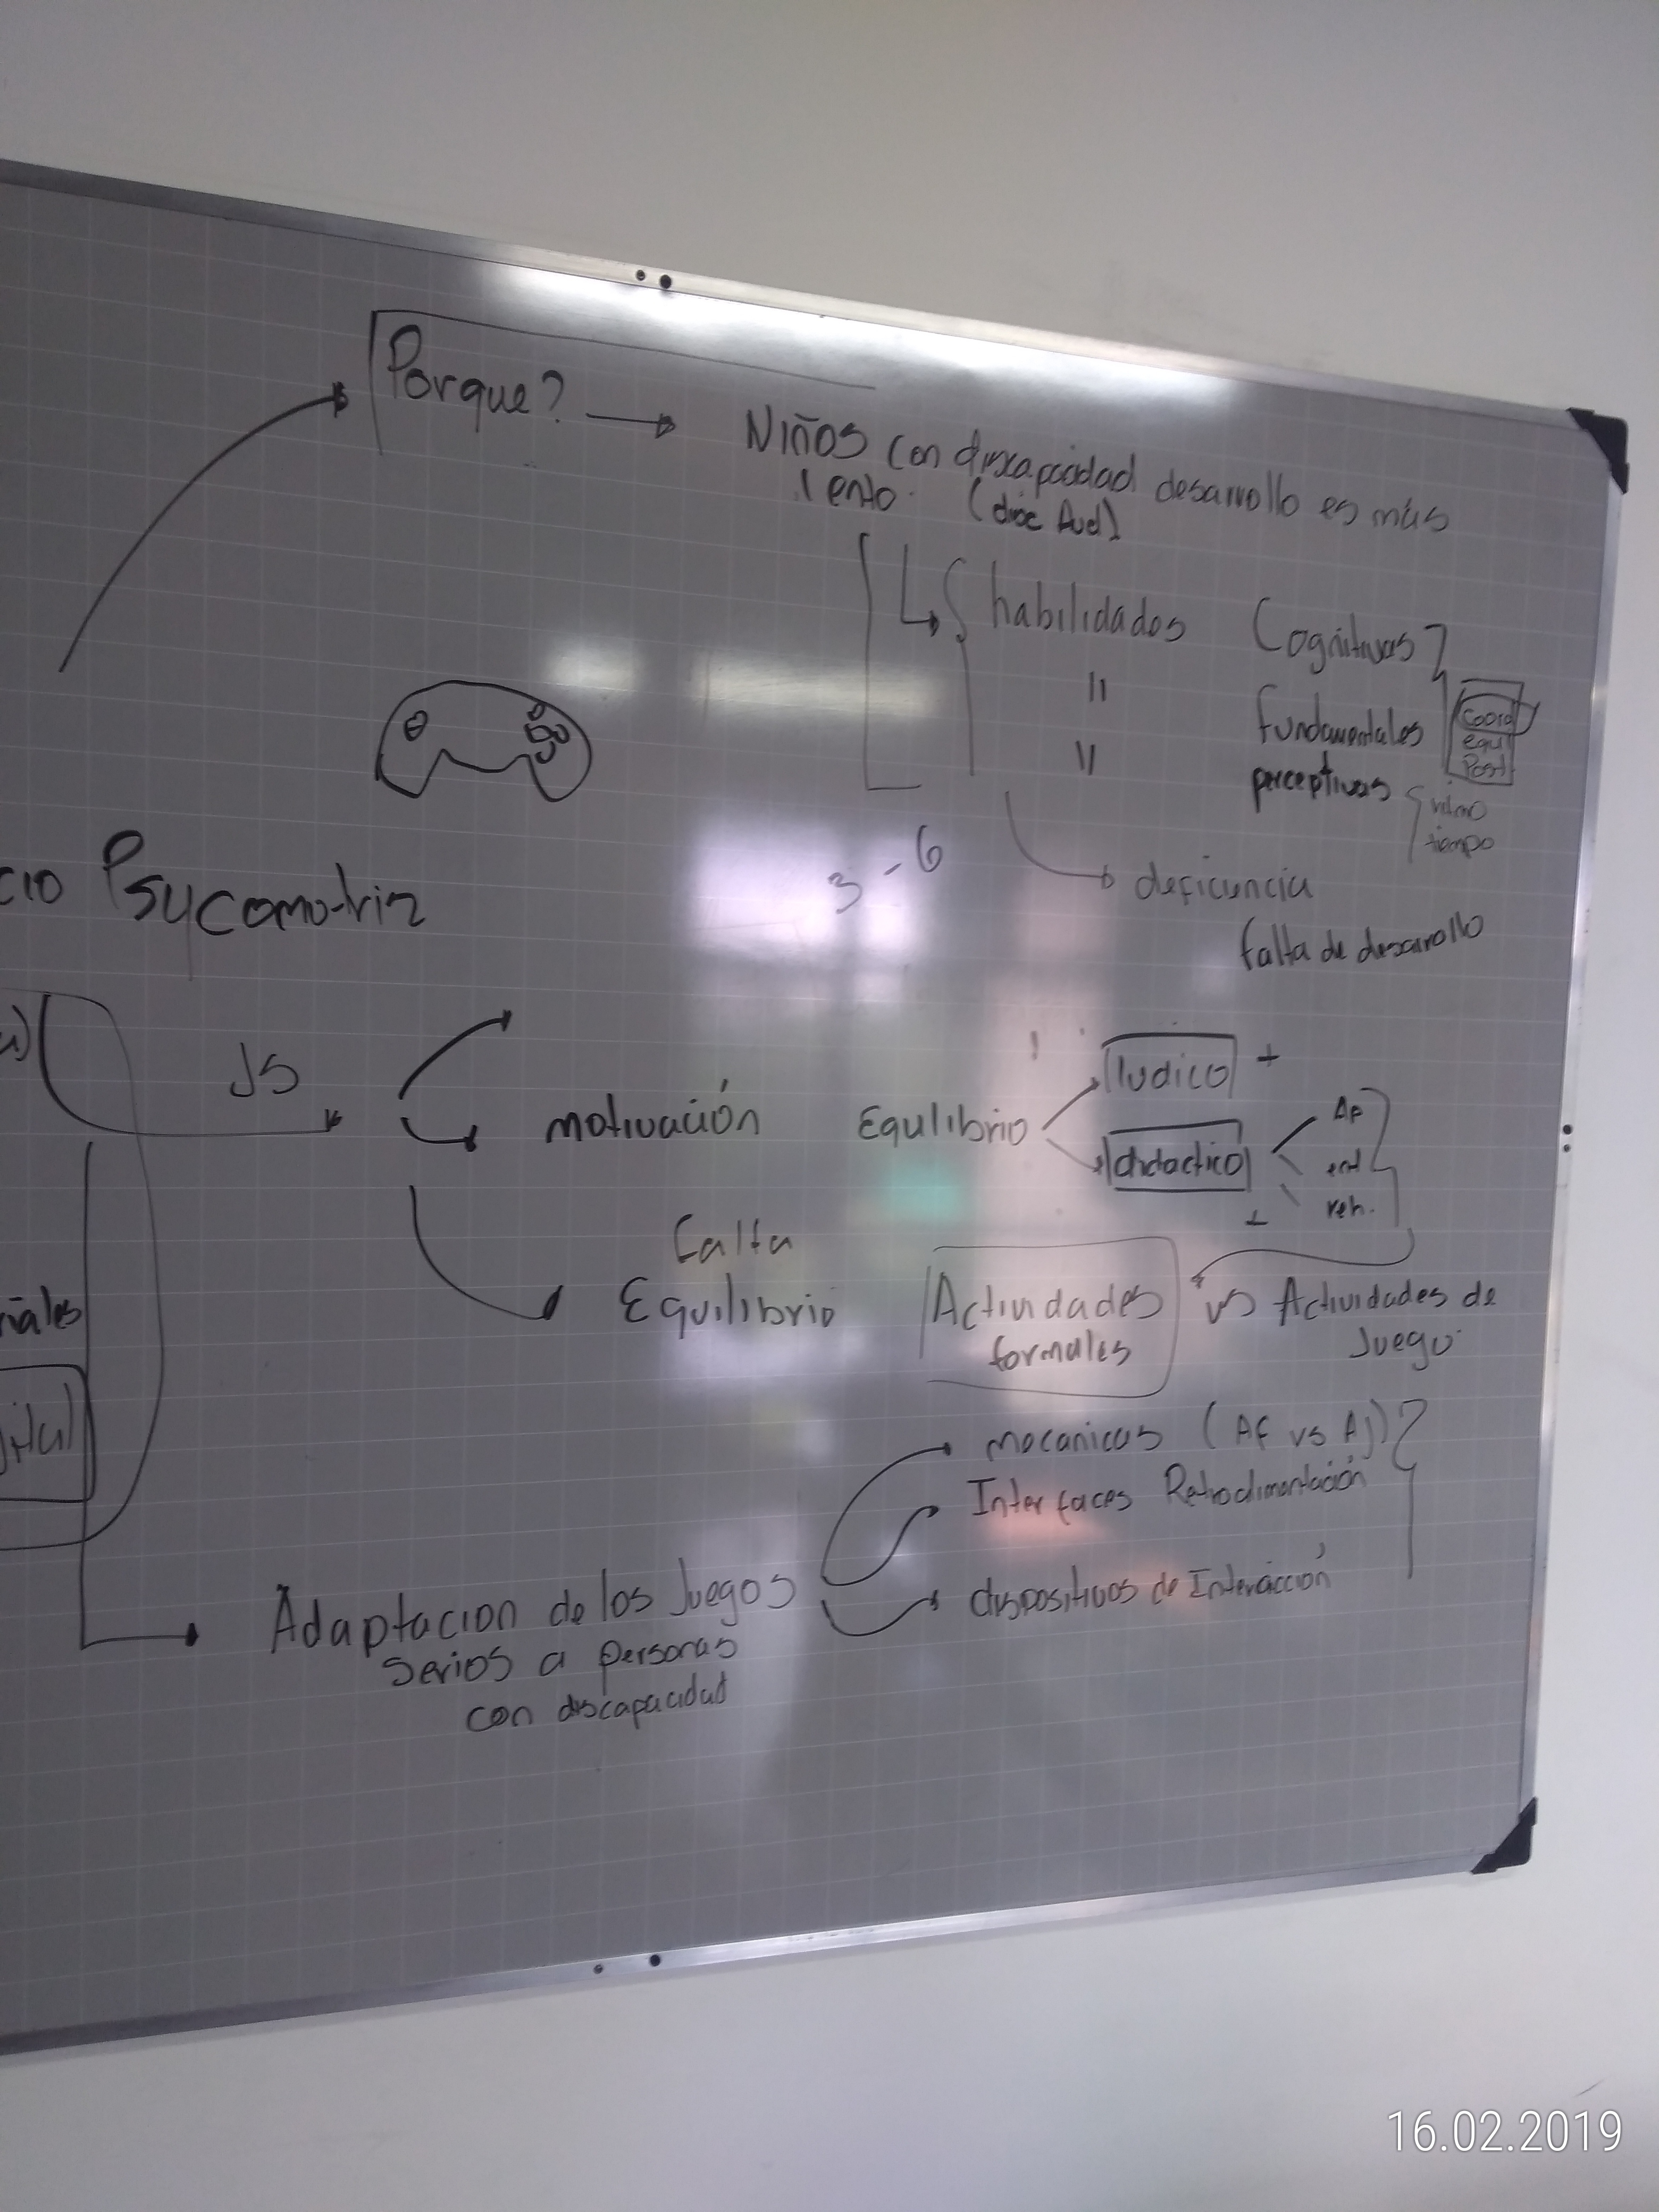 Porque?
Niños con discapacidad desarrollo es más
lento. (disc Aud)
habilidades Cognitivas
" fundamentales
" perceptivas
Coord
equi
Post
ritmo
tiempo
3-6
deficiencia
falta de desarrollo
cio Psycomotriz
JS
motivación
Equlibrio
ludico +
didactico
AF
ent
reh.
falta
Equilibrio
Actividades
formales
vs Actividades de
Juego.
ñales
mecanicas (AF vs AJ)
Interfaces Retroalimentación
dispositivos de Interacción
Adaptacion de los Juegos
serios a personas
con discapacidad
16.02.2019